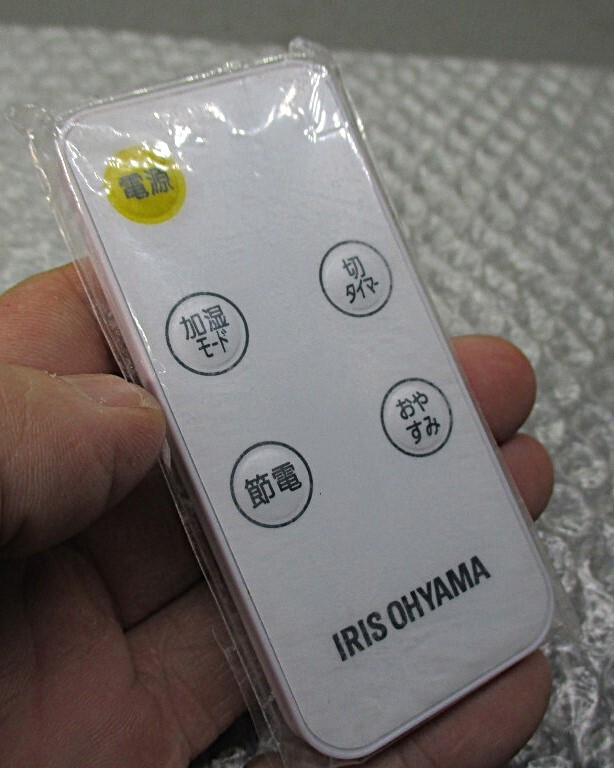 電源
加湿
モード
切
タイマー
節電
おや
すみ
IRIS OHYAMA